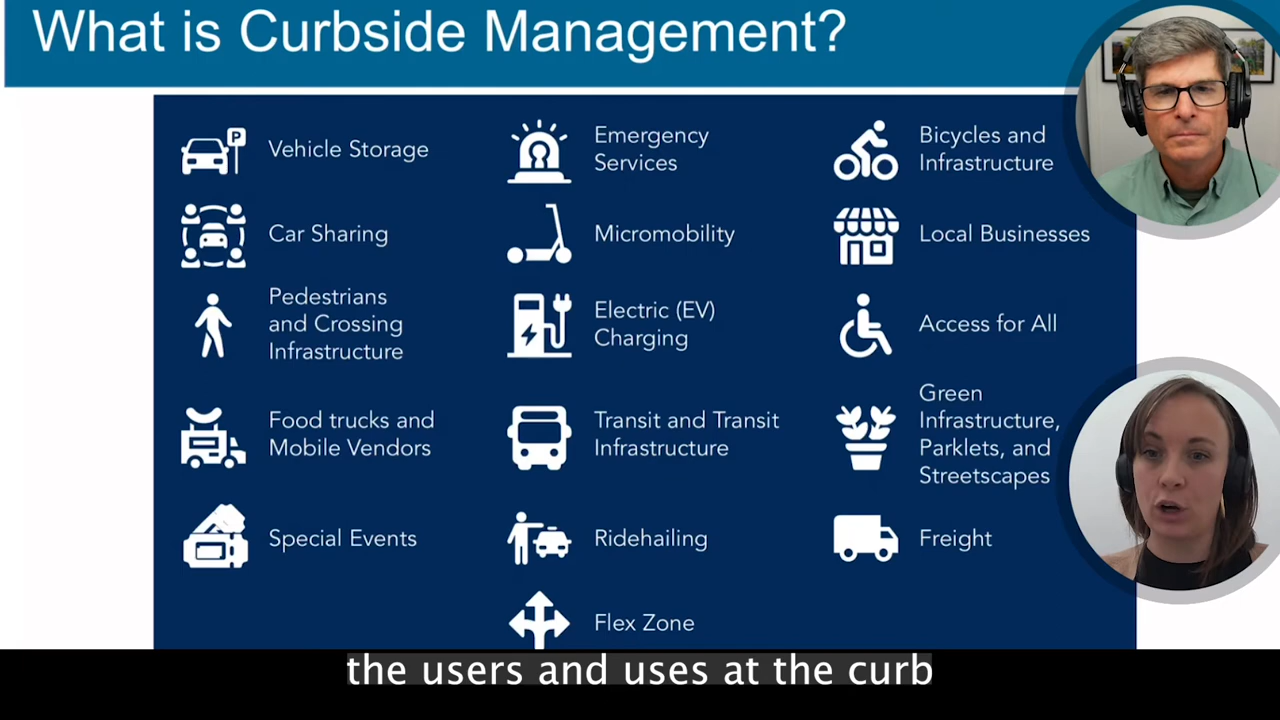 What is Curbside Management?
Vehicle Storage
Emergency
Services
Bicycles and
Infrastructure
P
Car Sharing
Micromobility
Local Businesses
Pedestrians
and Crossing
Infrastructure
Electric (EV)
Charging
Access for All
Food trucks and
Mobile Vendors
Transit and Transit
Infrastructure
Green
Infrastructure,
Parklets, and
Streetscapes
Special Events
Ridehailing
Freight
Flex Zone
the users and uses at the curb